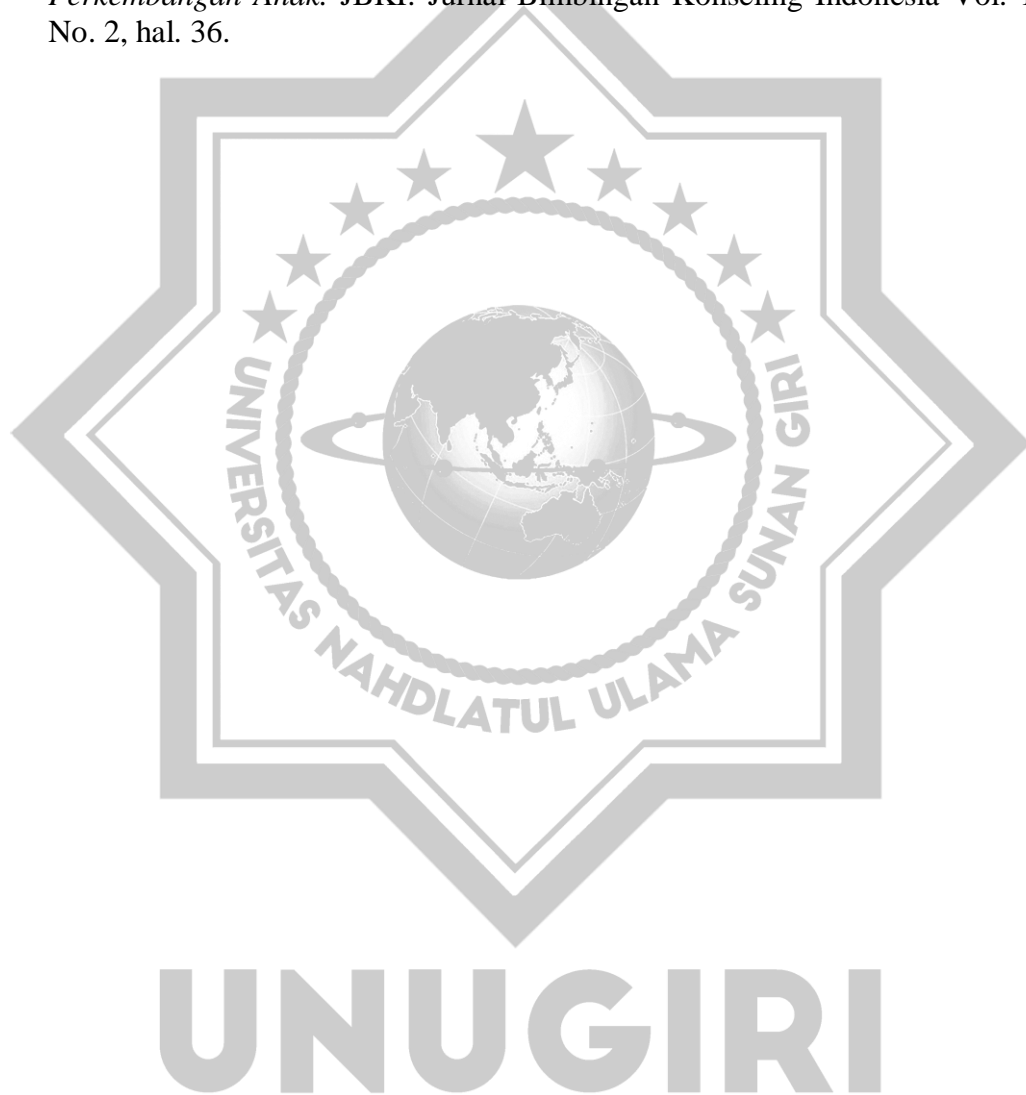 Perkembangan Anak. JBKI: Jurnal Bimbingan Konseling Indonesia Vol.
No. 2, hal. 36.
UNIVERSITAS NAHDLATUL ULAMA SUNAN GIRI
UNUGIRI